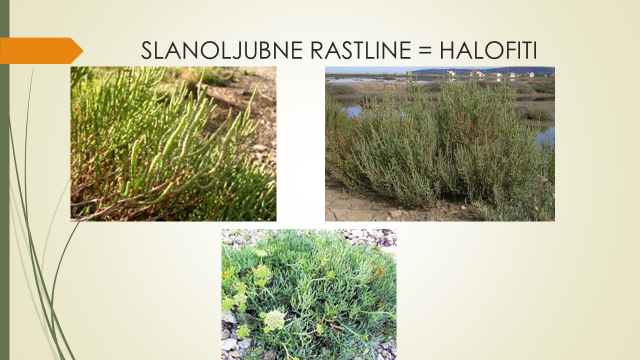 SLANOLJUBNE RASTLINE = HALOFITI